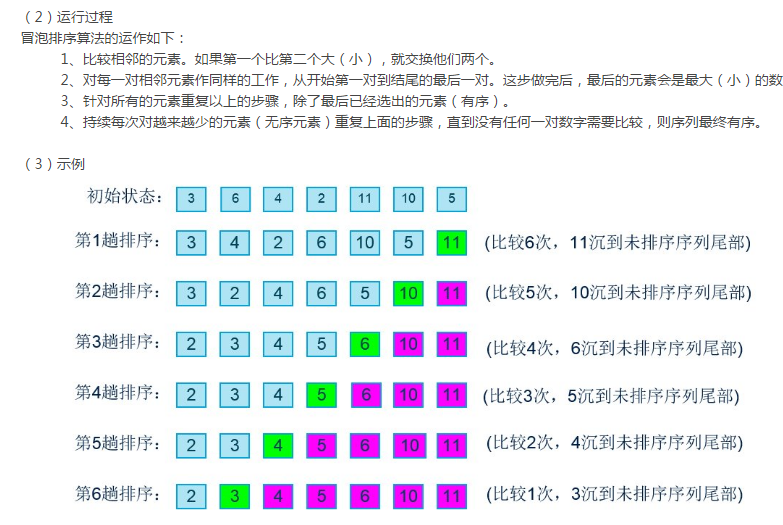 （2）运行过程
冒泡排序算法的运作如下：
1、比较相邻的元素。如果第一个比第二个大（小），就交换他们两个。
2、对每一对相邻元素作同样的工作，从开始第一对到结尾的最后一对。这步做完后，最后的元素会是最大（小）的数
3、针对所有的元素重复以上的步骤，除了最后已经选出的元素（有序）。
4、持续每次对越来越少的元素（无序元素）重复上面的步骤，直到没有任何一对数字需要比较，则序列最终有序。
（3）示例
初始状态： 3 6 4 2 11 10 5
第1趟排序： 3 4 2 6 10 5 11 (比较6次，11沉到未排序序列尾部)
第2趟排序： 3 2 4 6 5 10 11 (比较5次，10沉到未排序序列尾部)
第3趟排序： 2 3 4 5 6 10 11 (比较4次，6沉到未排序序列尾部)
第4趟排序： 2 3 4 5 6 10 11 (比较3次，5沉到未排序序列尾部)
第5趟排序： 2 3 4 5 6 10 11 (比较2次，4沉到未排序序列尾部)
第6趟排序： 2 3 4 5 6 10 11 (比较1次，3沉到未排序序列尾部)